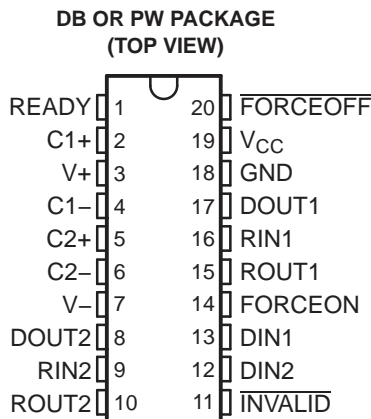 DB OR PW PACKAGE
(TOP VIEW)
READY 1 20 FORCEOFF
C1+ 2 19 VCC
V+ 3 18 GND
C1− 4 17 DOUT1
C2+ 5 16 RIN1
C2− 6 15 ROUT1
V− 7 14 FORCEON
DOUT2 8 13 DIN1
RIN2 9 12 DIN2
ROUT2 10 11 INVALID